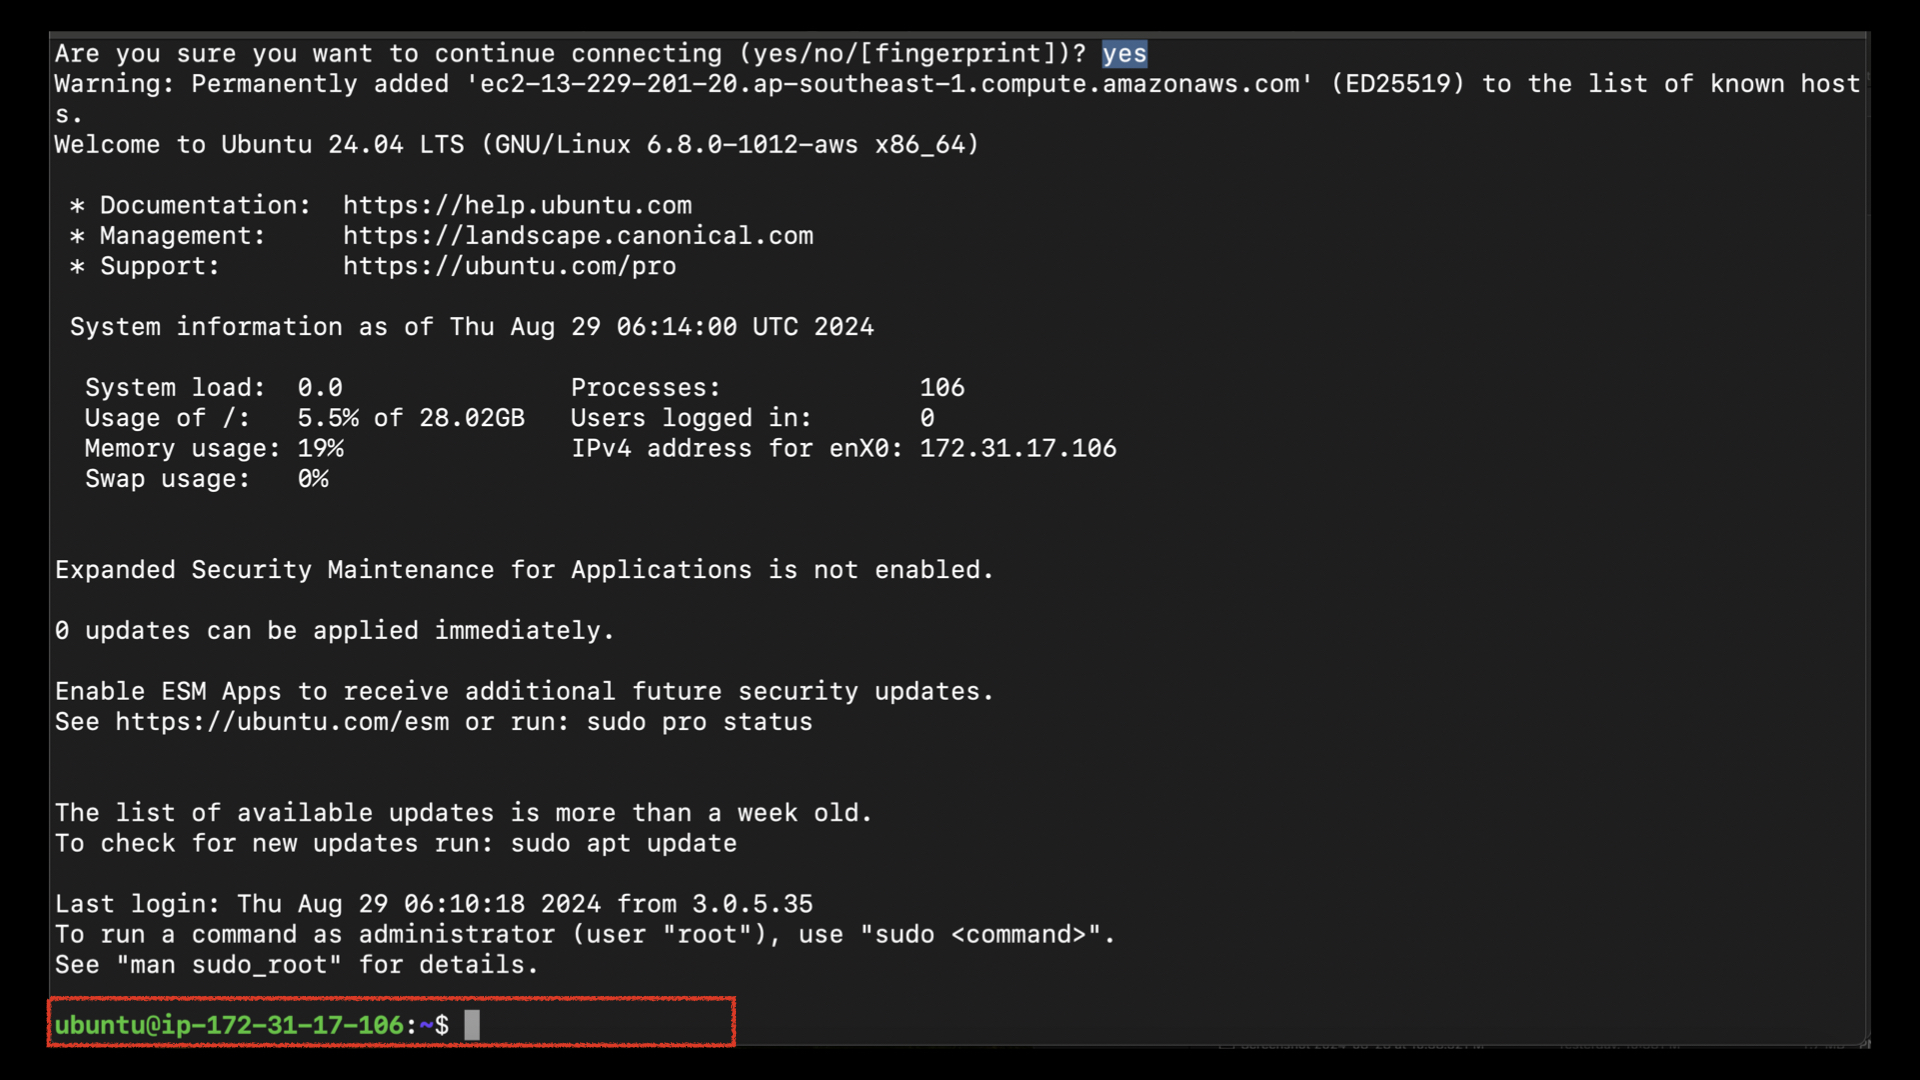 Are you sure you want to continue connecting (yes/no/[fingerprint])? yes
Warning: Permanently added 'ec2-13-229-201-20.ap-southeast-1.compute.amazonaws.com' (ED25519) to the list of known host
s.
Welcome to Ubuntu 24.04 LTS (GNU/Linux 6.8.0-1012-aws x86_64)
* Documentation:  https://help.ubuntu.com
* Management:     https://landscape.canonical.com
* Support:        https://ubuntu.com/pro
System information as of Thu Aug 29 06:14:00 UTC 2024
System load:  0.0               Processes:             106
Usage of /:   5.5% of 28.02GB   Users logged in:       0
Memory usage: 19%               IPv4 address for enX0: 172.31.17.106
Swap usage:   0%
Expanded Security Maintenance for Applications is not enabled.
0 updates can be applied immediately.
Enable ESM Apps to receive additional future security updates.
See https://ubuntu.com/esm or run: sudo pro status
The list of available updates is more than a week old.
To check for new updates run: sudo apt update
Last login: Thu Aug 29 06:10:18 2024 from 3.0.5.35
To run a command as administrator (user "root"), use "sudo <command>".
See "man sudo_root" for details.
ubuntu@ip-172-31-17-106:~$